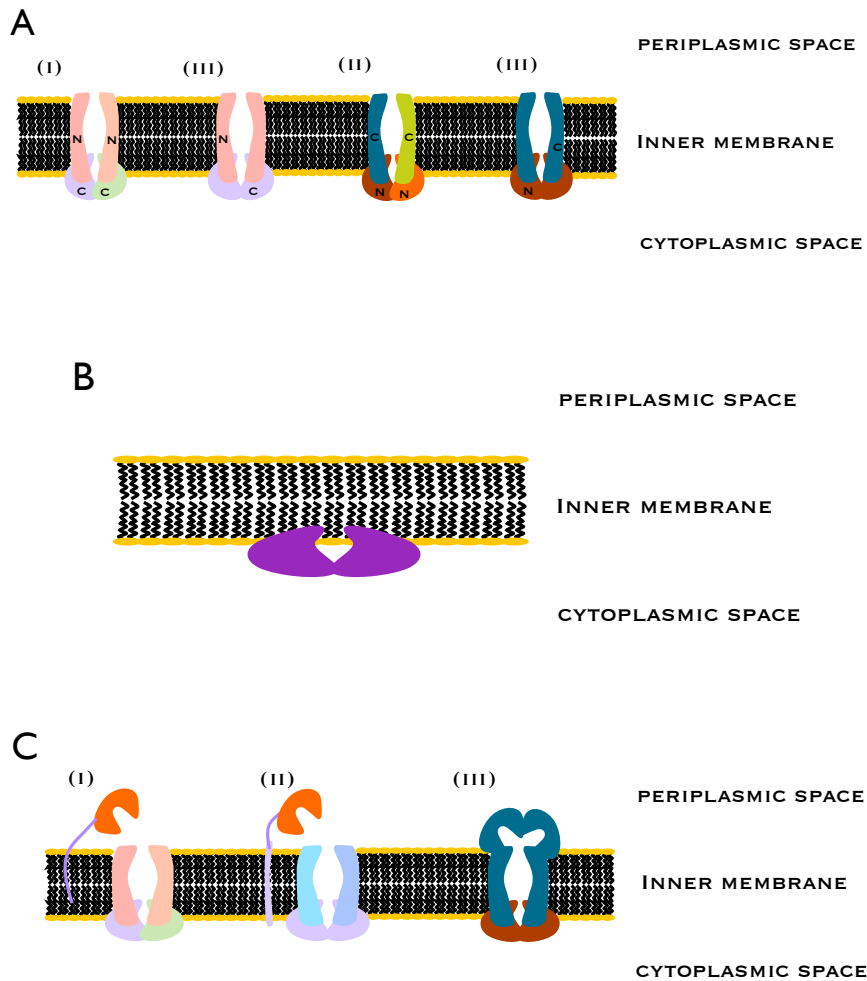 A
PERIPLASMIC SPACE
(I) (III) (II) (III)
N N N C C C
INNER MEMBRANE
C C C N N N
CYTOPLASMIC SPACE
B
PERIPLASMIC SPACE
INNER MEMBRANE
CYTOPLASMIC SPACE
C
(I) (II) (III)
PERIPLASMIC SPACE
INNER MEMBRANE
CYTOPLASMIC SPACE